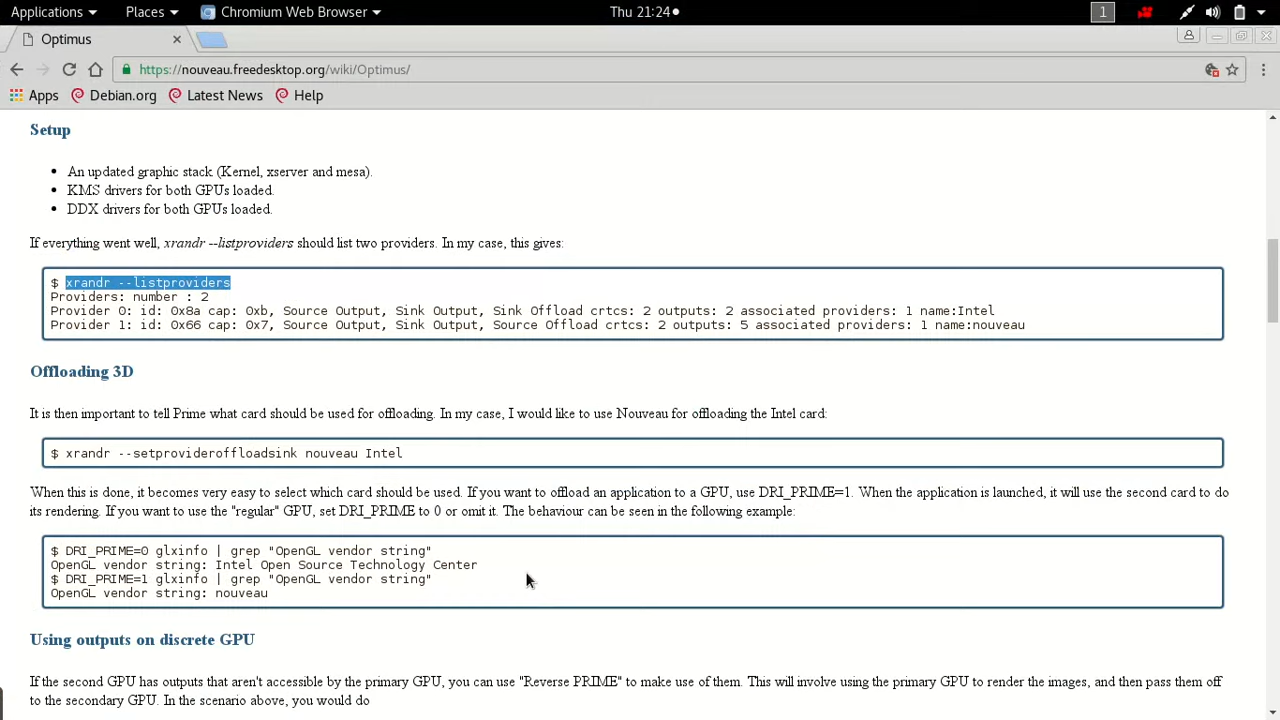 Applications Places Chromium Web Browser Thu 21:24 1
Optimus
https://nouveau.freedesktop.org/wiki/Optimus/
Apps Debian.org Latest News Help
Setup
An updated graphic stack (Kernel, xserver and mesa).
KMS drivers for both GPUs loaded.
DDX drivers for both GPUs loaded.
If everything went well, xrandr --listproviders should list two providers. In my case, this gives:
$ xrandr --listproviders
Providers: number : 2
Provider 0: id: 0x8a cap: 0xb, Source Output, Sink Output, Sink Offload crtcs: 2 outputs: 2 associated providers: 1 name:Intel
Provider 1: id: 0x66 cap: 0x7, Source Output, Sink Output, Source Offload crtcs: 2 outputs: 5 associated providers: 1 name:nouveau
Offloading 3D
It is then important to tell Prime what card should be used for offloading. In my case, I would like to use Nouveau for offloading the Intel card:
$ xrandr --setprovideroffloadsink nouveau Intel
When this is done, it becomes very easy to select which card should be used. If you want to offload an application to a GPU, use DRI_PRIME=1. When the application is launched, it will use the second card to do
its rendering. If you want to use the "regular" GPU, set DRI_PRIME to 0 or omit it. The behaviour can be seen in the following example:
$ DRI_PRIME=0 glxinfo | grep "OpenGL vendor string"
OpenGL vendor string: Intel Open Source Technology Center
$ DRI_PRIME=1 glxinfo | grep "OpenGL vendor string"
OpenGL vendor string: nouveau
Using outputs on discrete GPU
If the second GPU has outputs that aren't accessible by the primary GPU, you can use "Reverse PRIME" to make use of them. This will involve using the primary GPU to render the images, and then pass them off
to the secondary GPU. In the scenario above, you would do